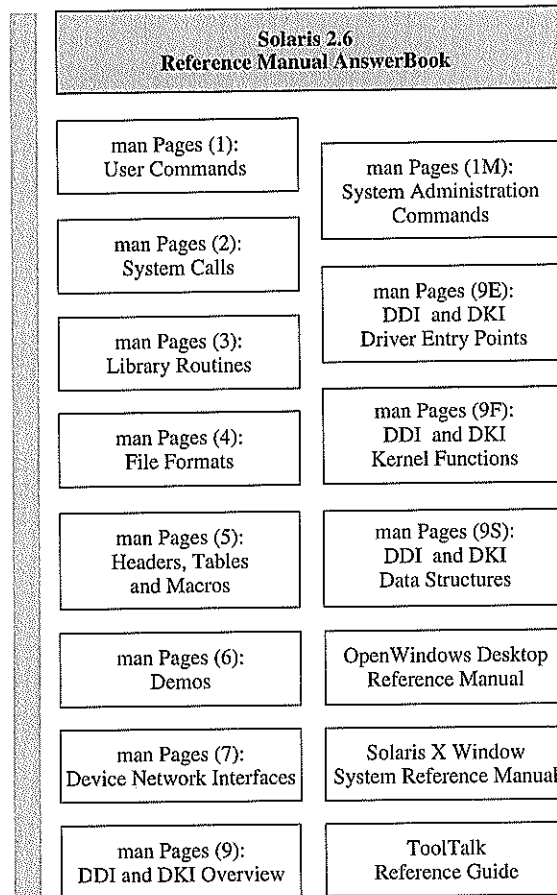 Solaris 2.6
Reference Manual AnswerBook
man Pages (1):
User Commands
man Pages (2):
System Calls
man Pages (3):
Library Routines
man Pages (4):
File Formats
man Pages (5):
Headers, Tables
and Macros
man Pages (6):
Demos
man Pages (7):
Device Network Interfaces
man Pages (9):
DDI and DKI Overview
man Pages (1M):
System Administration
Commands
man Pages (9E):
DDI and DKI
Driver Entry Points
man Pages (9F):
DDI and DKI
Kernel Functions
man Pages (9S):
DDI and DKI
Data Structures
OpenWindows Desktop
Reference Manual
Solaris X Window
System Reference Manual
ToolTalk
Reference Guide